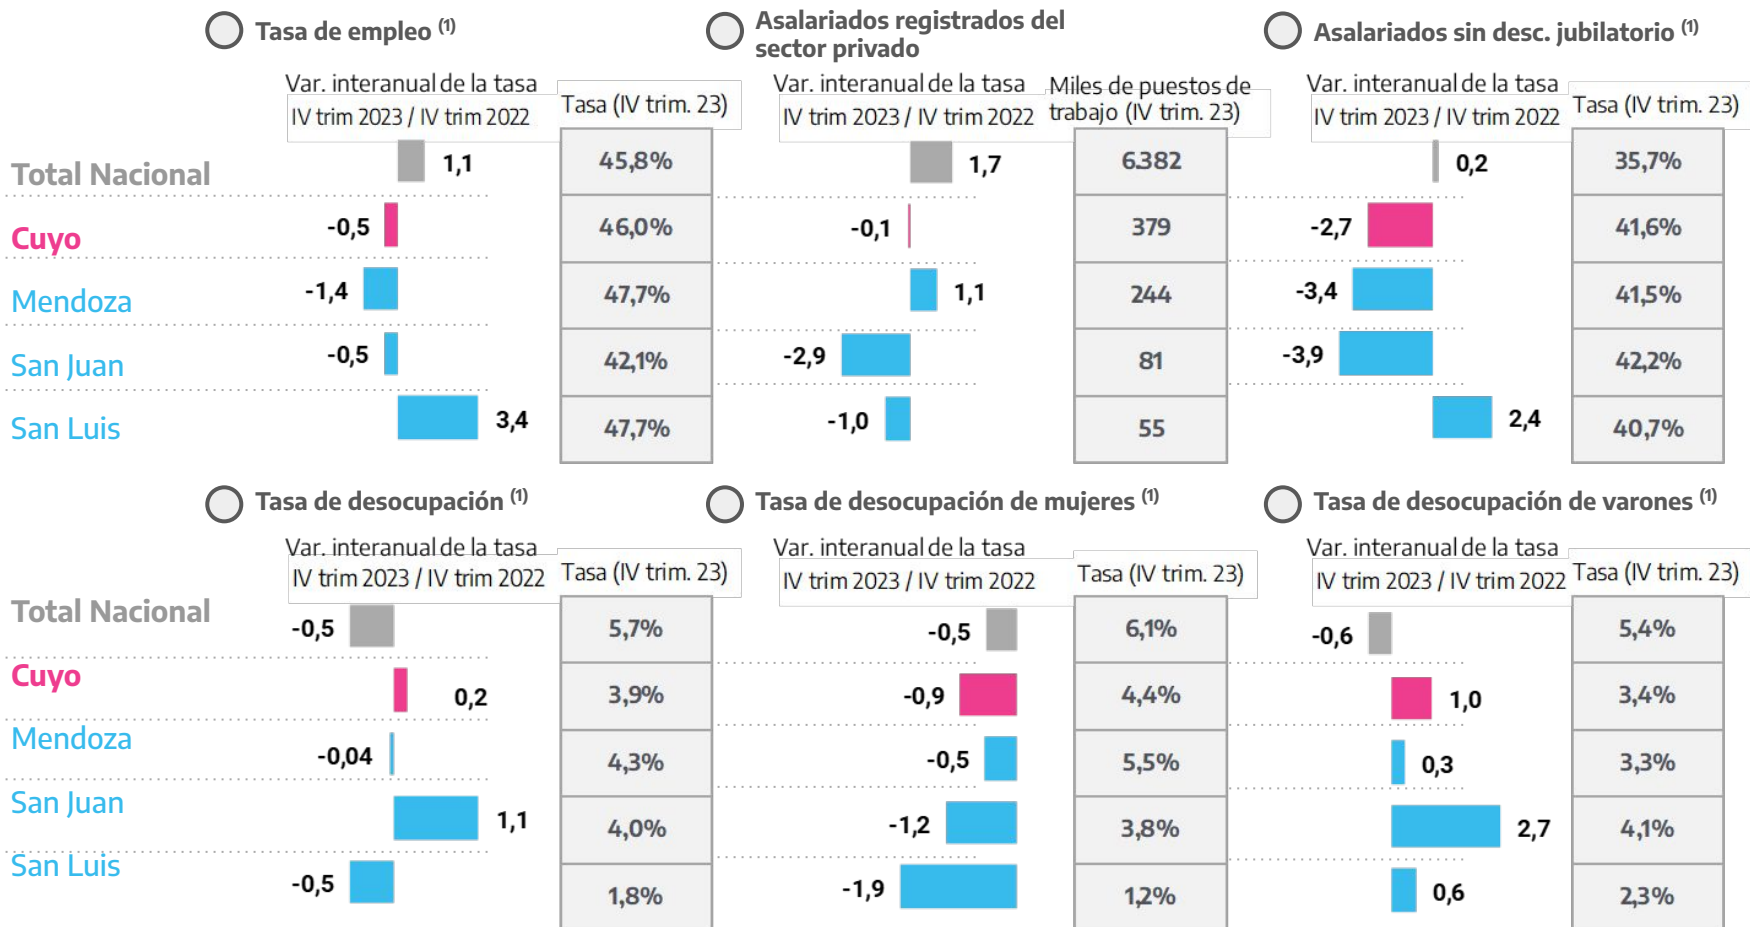 Tasa de empleo (1)
Asalariados registrados del
sector privado
Asalariados sin desc. jubilatorio (1)
Var. interanual de la tasa
IV trim 2023 / IV trim 2022
Tasa (IV trim. 23)
Var. interanual de la tasa
IV trim 2023 / IV trim 2022
Miles de puestos de
trabajo (IV trim. 23)
Var. interanual de la tasa
IV trim 2023 / IV trim 2022
Tasa (IV trim. 23)
Total Nacional 1,1 45,8% 1,7 6.382 0,2 35,7%
Cuyo -0,5 46,0% -0,1 379 -2,7 41,6%
Mendoza -1,4 47,7% 1,1 244 -3,4 41,5%
San Juan -0,5 42,1% -2,9 81 -3,9 42,2%
San Luis 3,4 47,7% -1,0 55 2,4 40,7%
Tasa de desocupación (1)
Tasa de desocupación de mujeres (1)
Tasa de desocupación de varones (1)
Var. interanual de la tasa
IV trim 2023 / IV trim 2022
Tasa (IV trim. 23)
Var. interanual de la tasa
IV trim 2023 / IV trim 2022
Tasa (IV trim. 23)
Var. interanual de la tasa
IV trim 2023 / IV trim 2022
Tasa (IV trim. 23)
Total Nacional -0,5 5,7% -0,5 6,1% -0,6 5,4%
Cuyo 0,2 3,9% -0,9 4,4% 1,0 3,4%
Mendoza -0,04 4,3% -0,5 5,5% 0,3 3,3%
San Juan 1,1 4,0% -1,2 3,8% 2,7 4,1%
San Luis -0,5 1,8% -1,9 1,2% 0,6 2,3%